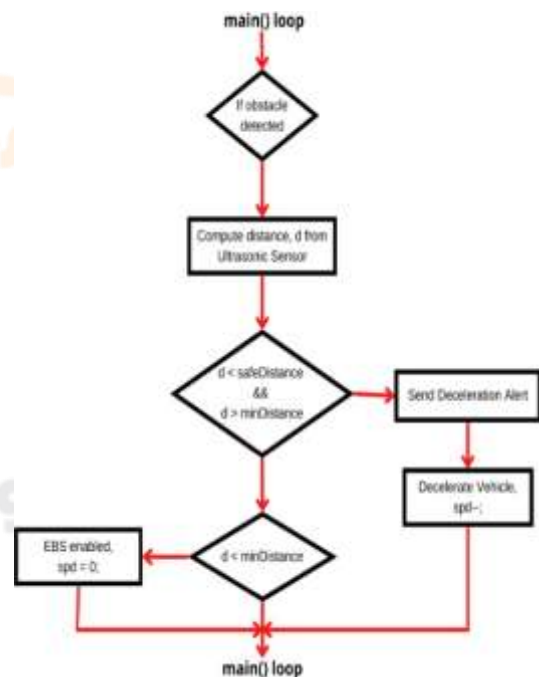 main() loop
If obstacle
detected
Compute distance, d from
Ultrasonic Sensor
d < safeDistance
&&
d > minDistance
Send Deceleration Alert
Decelerate Vehicle,
spd--;
EBS enabled,
spd = 0;
d < minDistance
main() loop